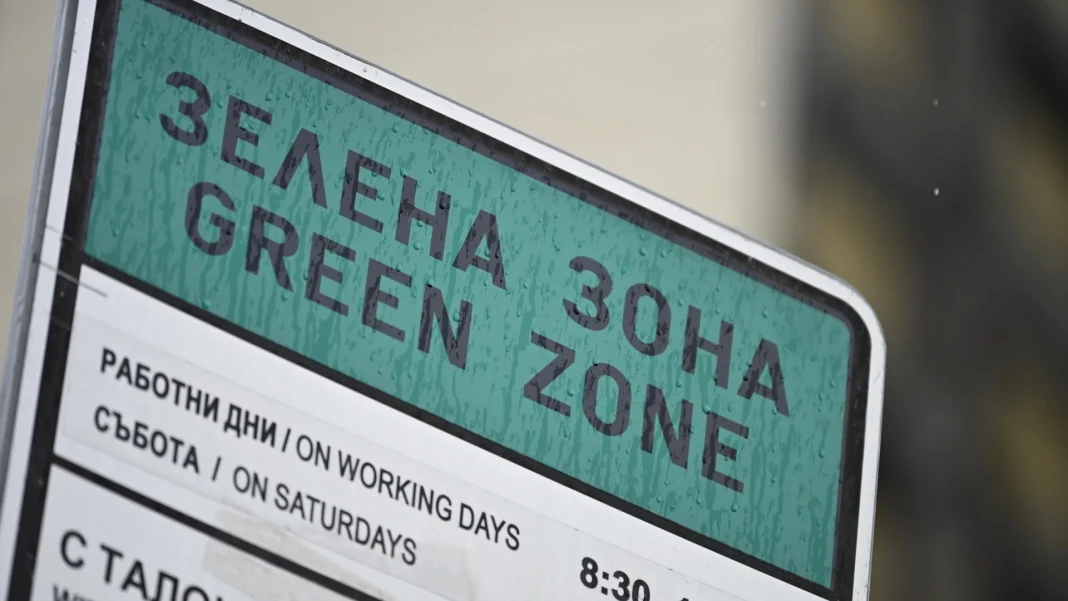 ЗЕЛЕНА ЗОНА
GREEN ZONE
РАБОТНИ ДНИ / ON WORKING DAYS
СЪБОТА / ON SATURDAYS
8:30
С